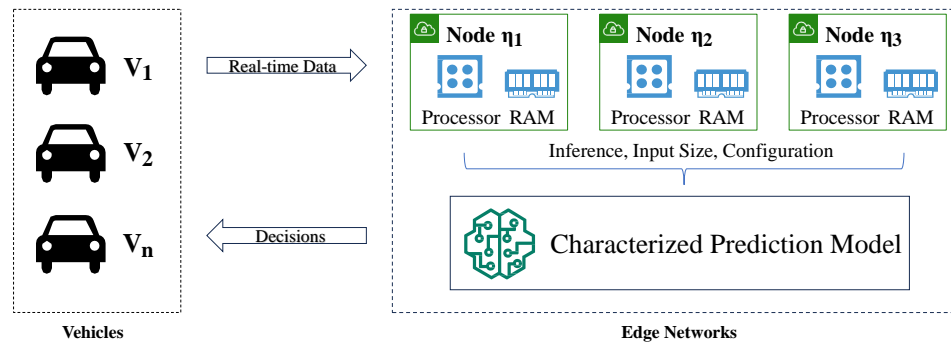 V1
V2
Vn
Vehicles
Real-time Data
Decisions
Node η1
Processor RAM
Node η2
Processor RAM
Node η3
Processor RAM
Inference, Input Size, Configuration
Characterized Prediction Model
Edge Networks